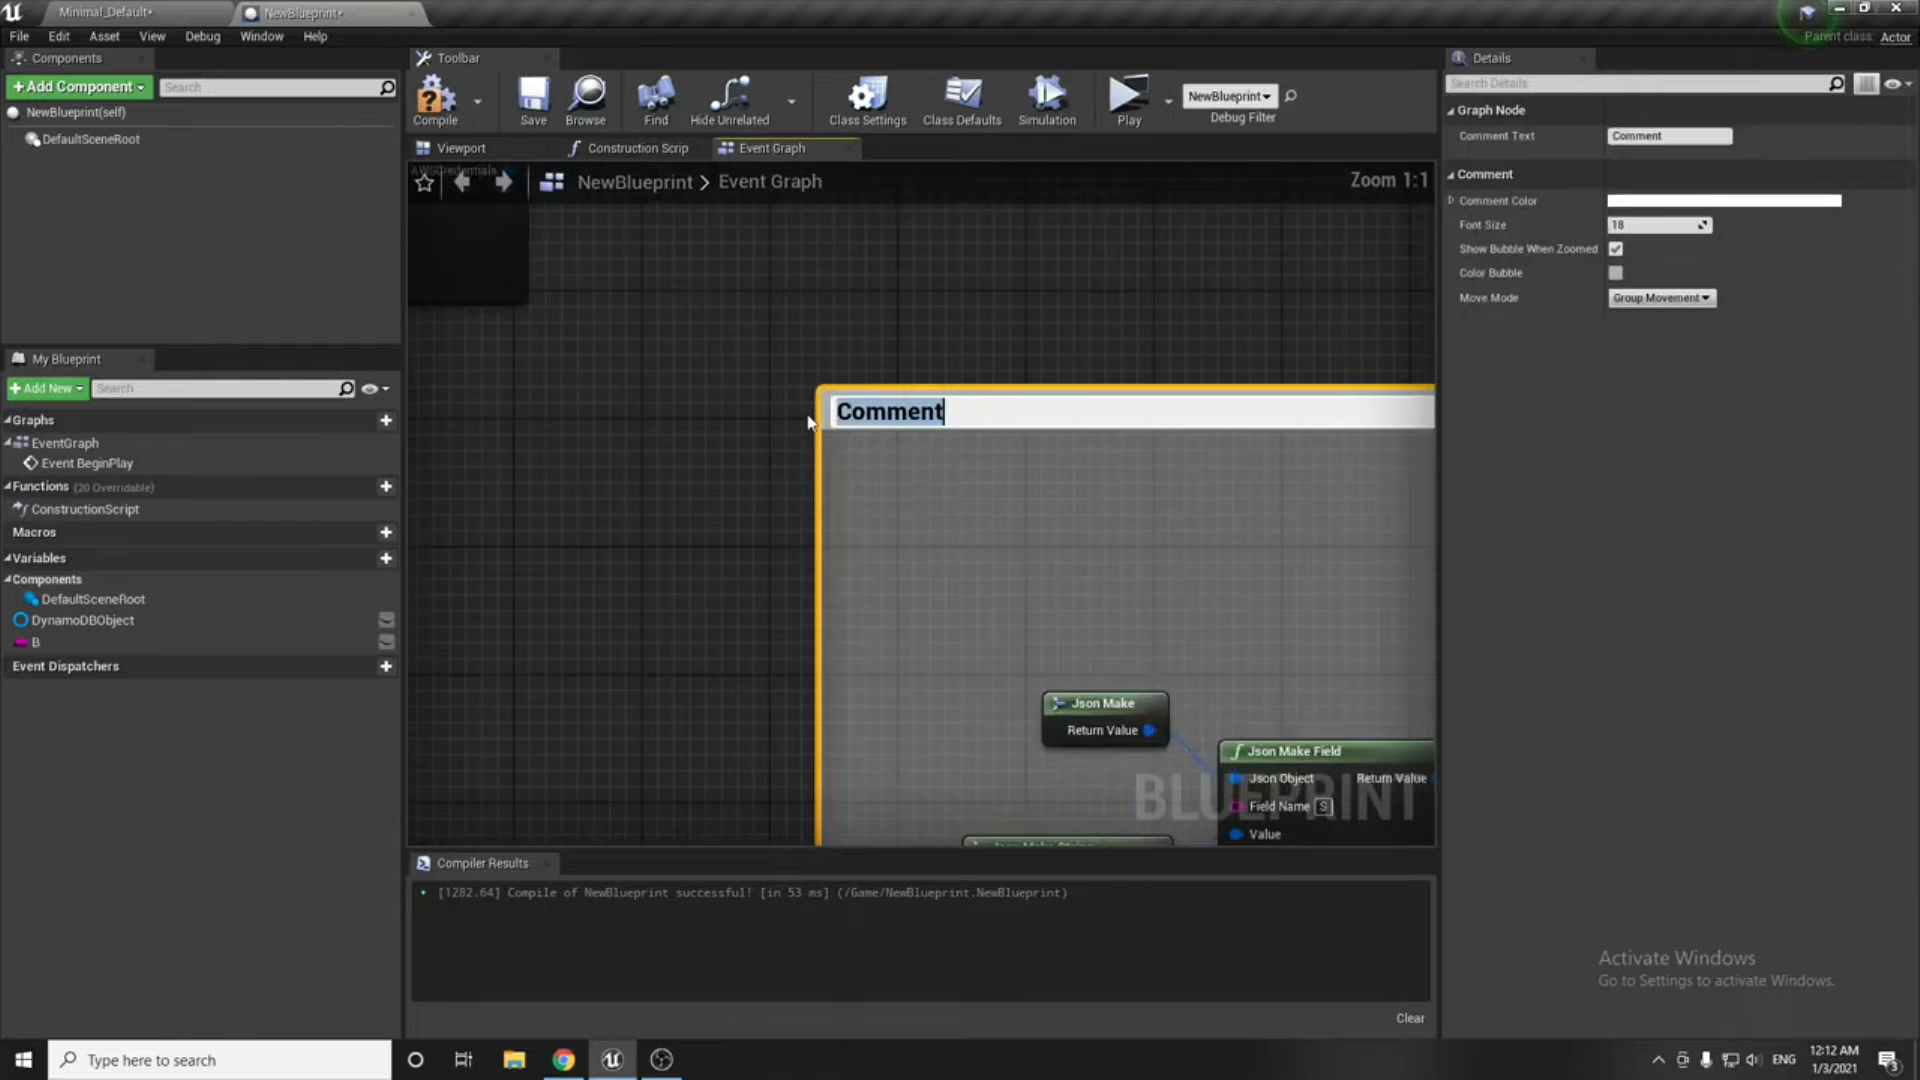 Minimal_Default*
NewBlueprint*
File Edit Asset View Debug Window Help
Parent class: Actor
Components
+Add Component
Search
NewBlueprint(self)
DefaultSceneRoot
My Blueprint
+Add New
Search
Graphs
EventGraph
Event BeginPlay
Functions (20 Overridable)
ConstructionScript
Macros
Variables
Components
DefaultSceneRoot
DynamoDBObject
B
Event Dispatchers
Toolbar
Compile
Save
Browse
Find
Hide Unrelated
Class Settings
Class Defaults
Simulation
Play
NewBlueprint
Debug Filter
Viewport
Construction Scrip
Event Graph
AWSCredentials
NewBlueprint > Event Graph
Zoom 1:1
Comment
Json Make
Return Value
Json Make Field
Json Object Return Value
Field Name S
Value
BLUEPRINT
Compiler Results
[1282.64] Compile of NewBlueprint successful! [in 53 ms] (/Game/NewBlueprint.NewBlueprint)
Clear
Details
Search Details
Graph Node
Comment Text Comment
Comment
Comment Color
Font Size 18
Show Bubble When Zoomed
Color Bubble
Move Mode Group Movement
Activate Windows
Go to Settings to activate Windows.
Type here to search
ENG
12:12 AM
1/3/2021
3